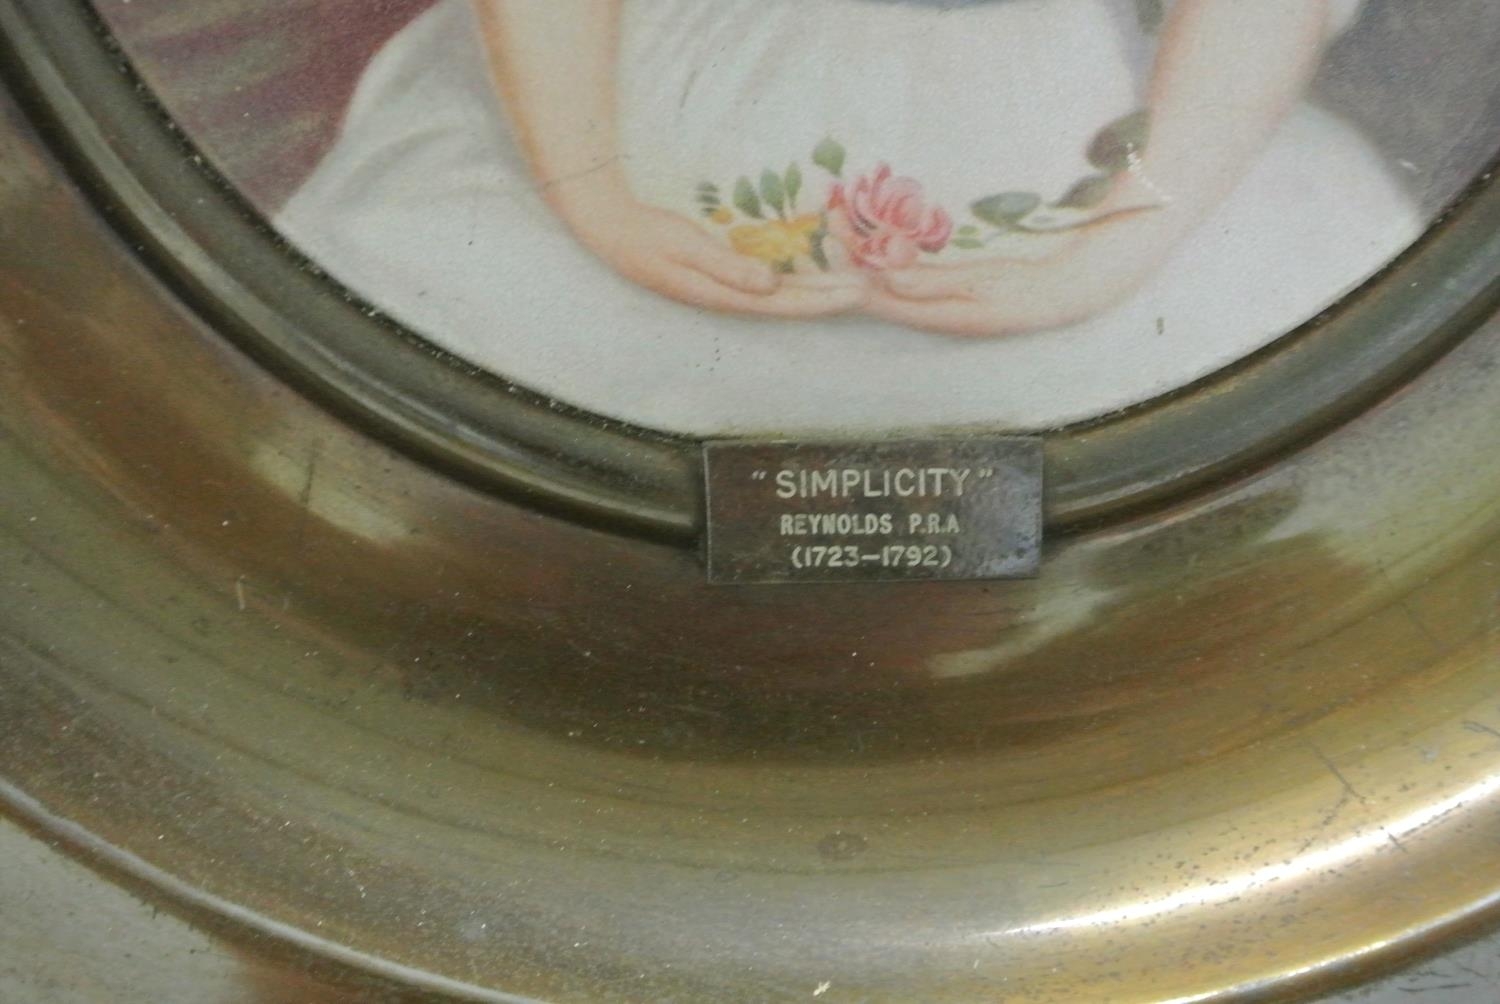 "SIMPLICITY"
REYNOLDS P.R.A
(1723–1792)